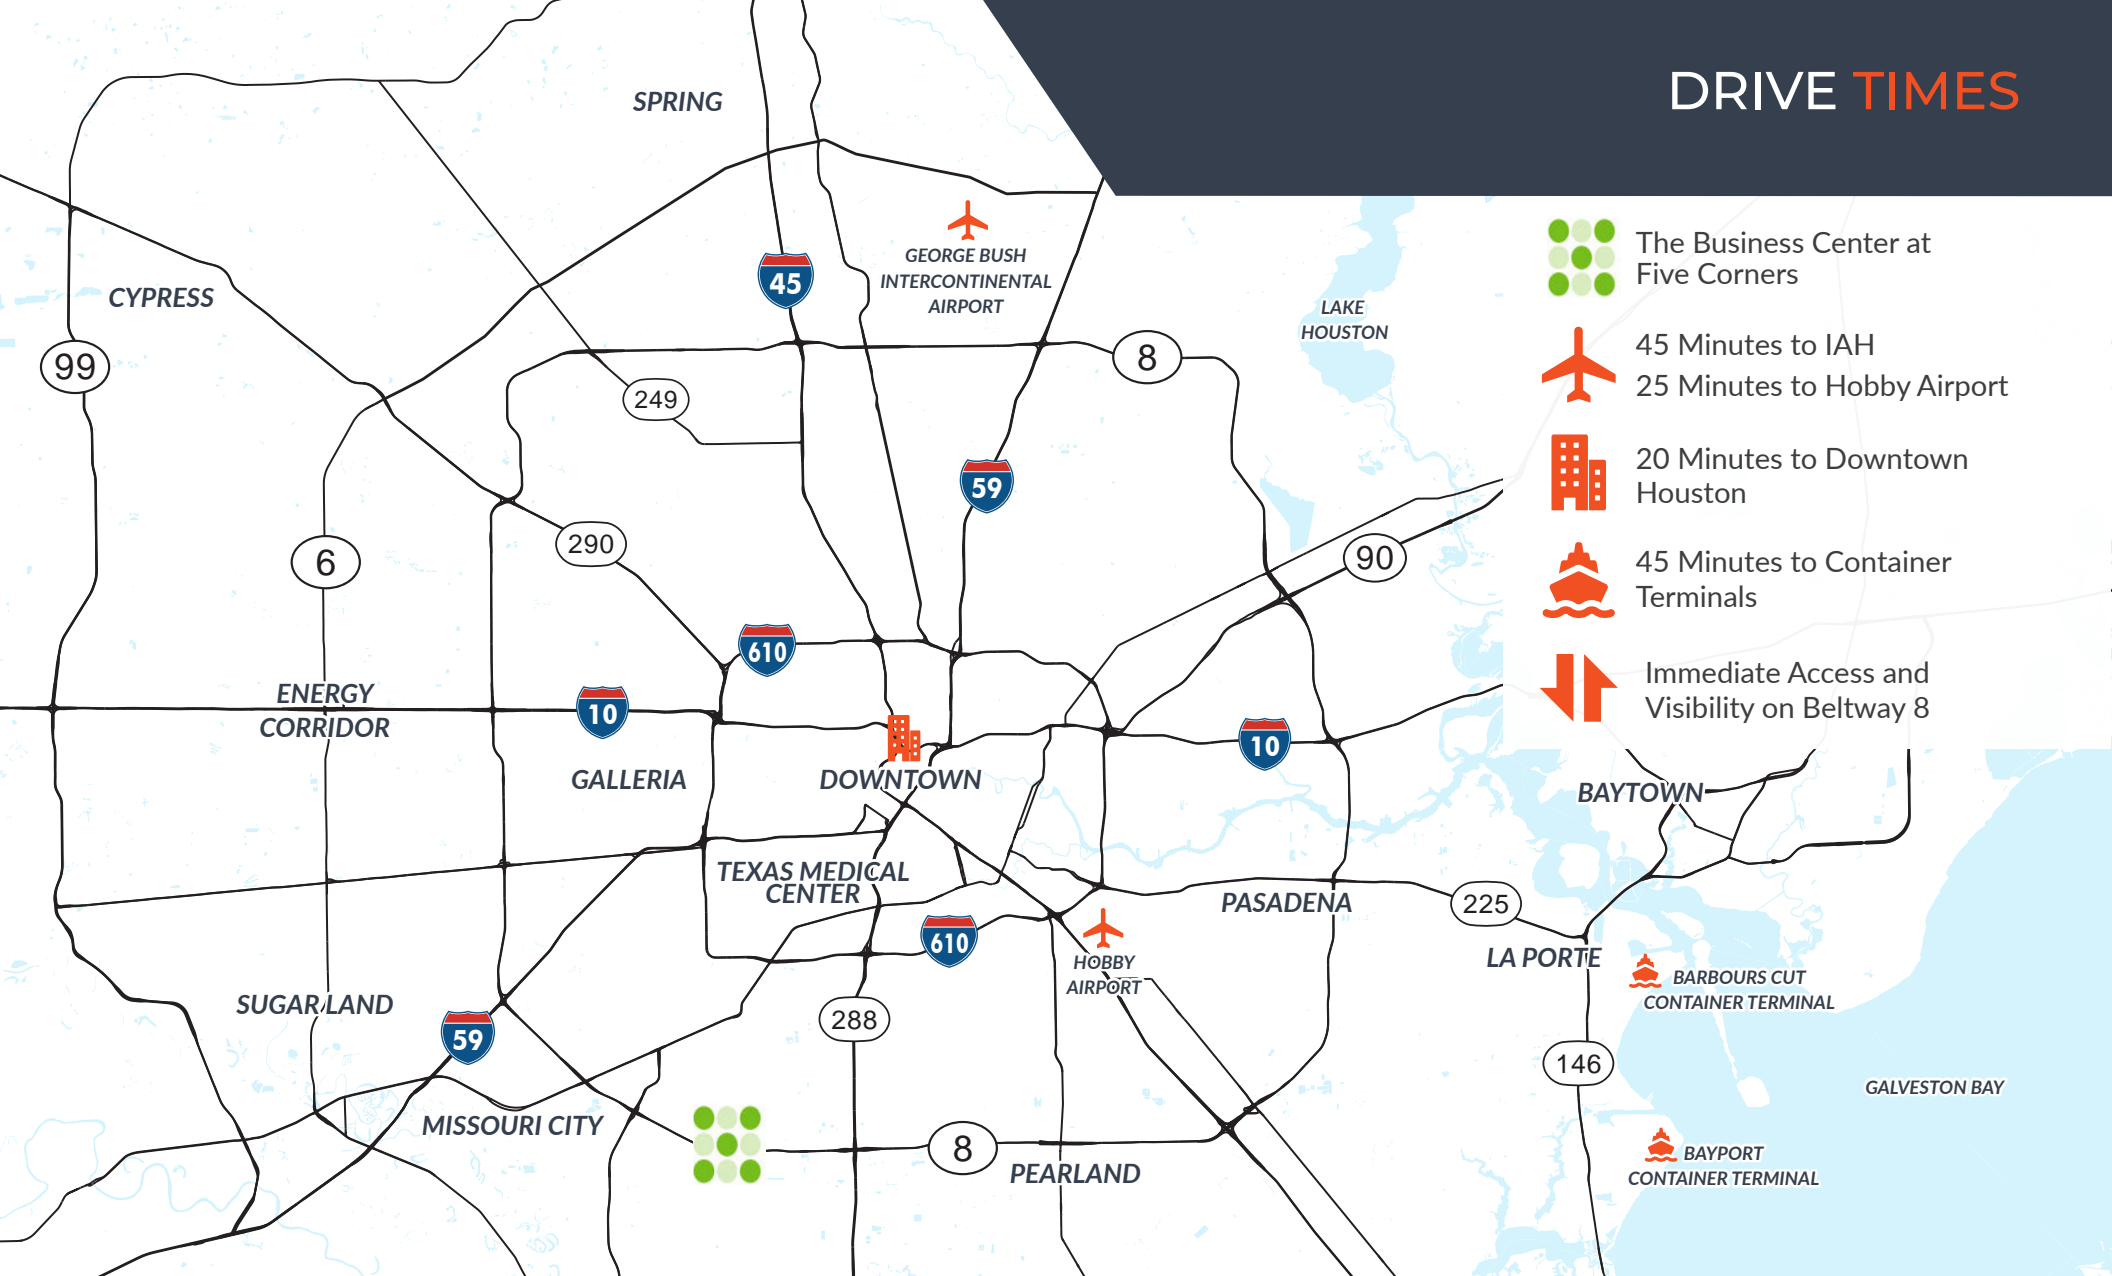 DRIVE TIMES
SPRING
GEORGE BUSH
INTERCONTINENTAL
AIRPORT
45
CYPRESS
LAKE
HOUSTON
99
8
249
59
290
6
90
610
ENERGY
CORRIDOR
10
10
GALLERIA
DOWNTOWN
BAYTOWN
TEXAS MEDICAL
CENTER
PASADENA
225
610
LA PORTE
HOBBY
AIRPORT
BARBOURS CUT
CONTAINER TERMINAL
SUGAR LAND
59
288
146
GALVESTON BAY
MISSOURI CITY
8
PEARLAND
BAYPORT
CONTAINER TERMINAL
The Business Center at
Five Corners
45 Minutes to IAH
25 Minutes to Hobby Airport
20 Minutes to Downtown
Houston
45 Minutes to Container
Terminals
Immediate Access and
Visibility on Beltway 8